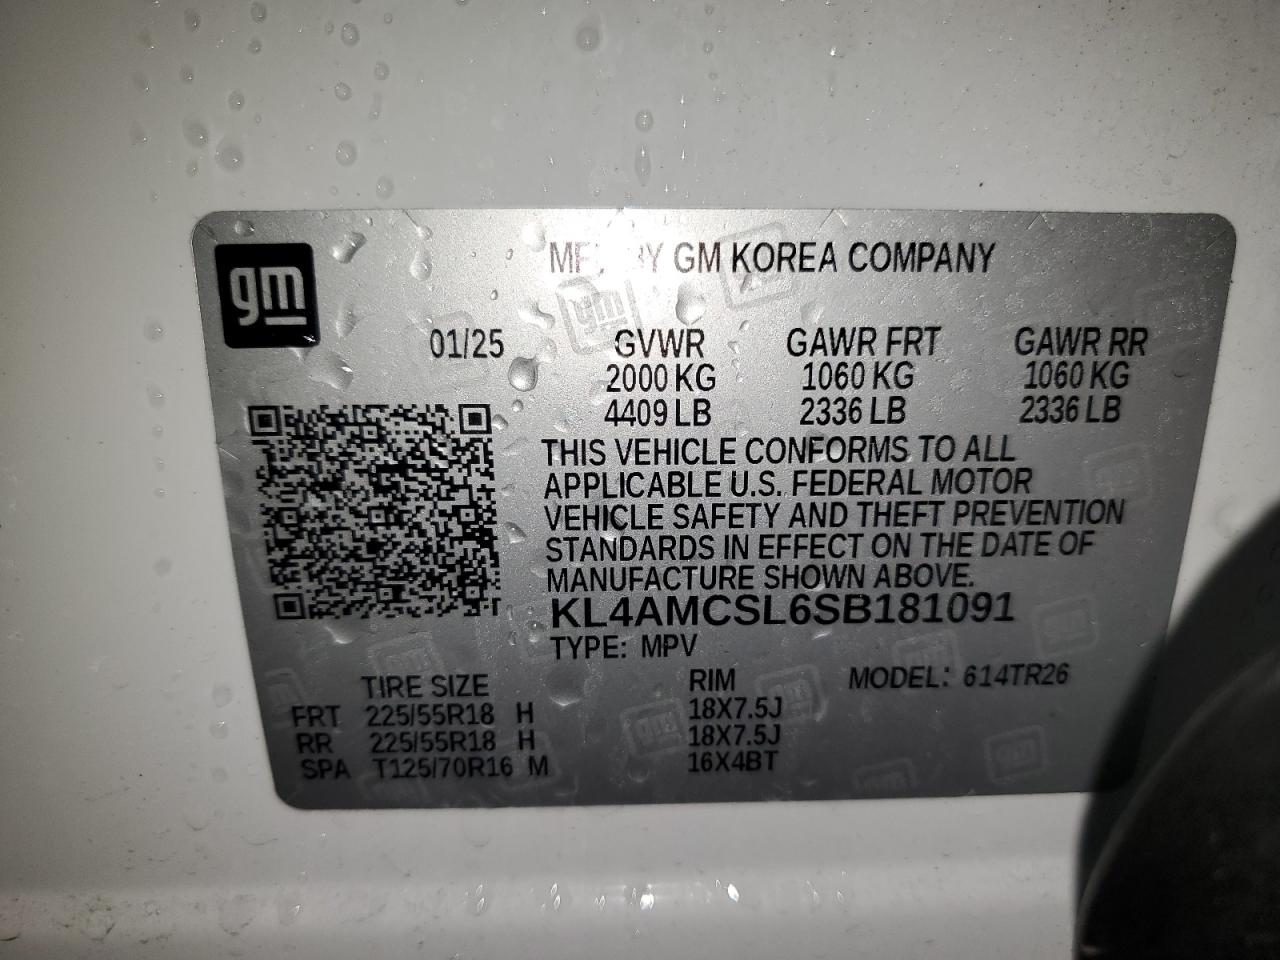 gm
MFD BY GM KOREA COMPANY
01/25 GVWR GAWR FRT GAWR RR
2000 KG 1060 KG 1060 KG
4409 LB 2336 LB 2336 LB
THIS VEHICLE CONFORMS TO ALL
APPLICABLE U.S. FEDERAL MOTOR
VEHICLE SAFETY AND THEFT PREVENTION
STANDARDS IN EFFECT ON THE DATE OF
MANUFACTURE SHOWN ABOVE.
KL4AMCSL6SB181091
TYPE: MPV
TIRE SIZE RIM MODEL: 614TR26
FRT 225/55R18 H 18X7.5J
RR 225/55R18 H 18X7.5J
SPA T125/70R16 M 16X4BT